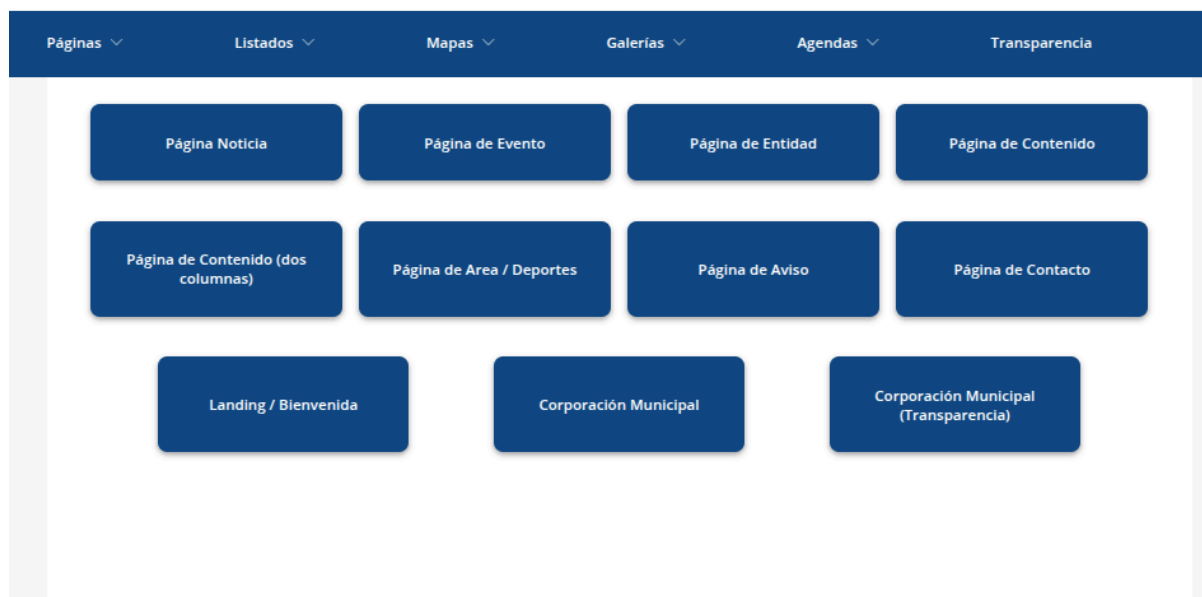 Páginas
Listados
Mapas
Galerías
Agendas
Transparencia
Página Noticia
Página de Evento
Página de Entidad
Página de Contenido
Página de Contenido (dos
columnas)
Página de Area / Deportes
Página de Aviso
Página de Contacto
Landing / Bienvenida
Corporación Municipal
Corporación Municipal
(Transparencia)